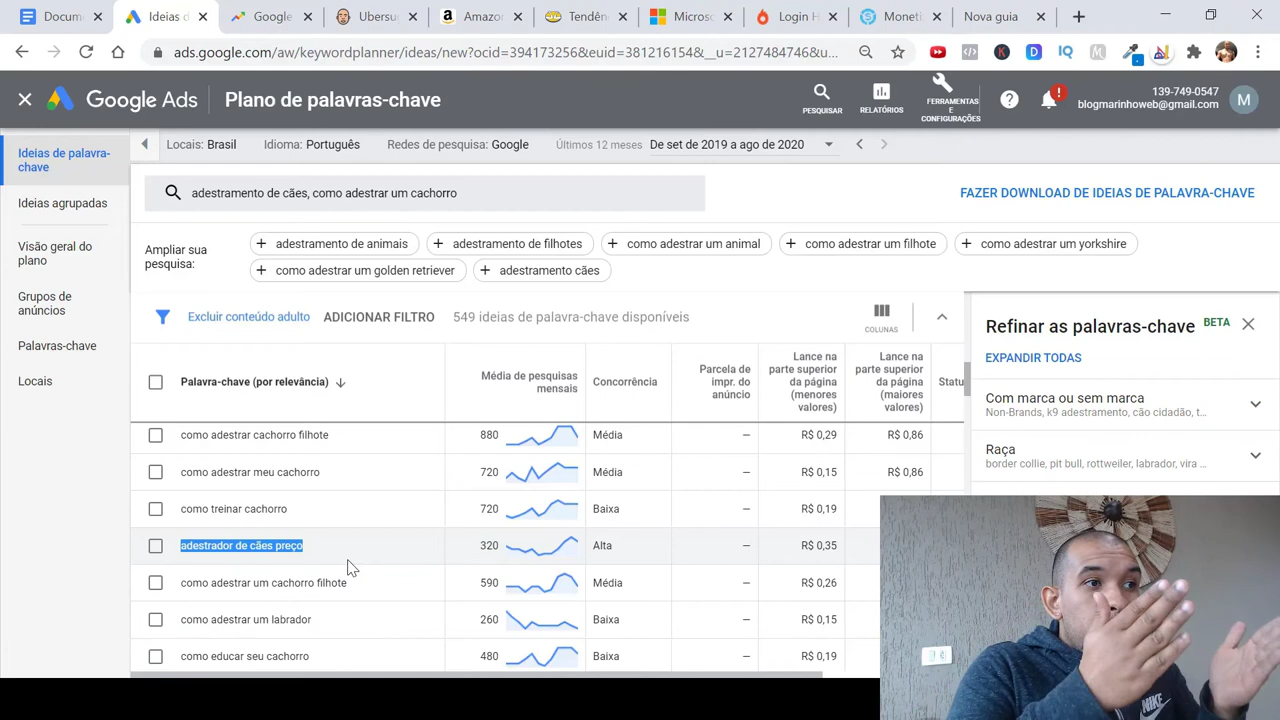 Docum
Ideias d
Google
Ubersu
Amazo
Tendên
Microso
Login H
Moneti
Nova guia
ads.google.com/aw/keywordplanner/ideas/new?ocid=394173256&euid=381216154&__u=2127484746&u...
Google Ads
Plano de palavras-chave
PESQUISAR
RELATÓRIOS
FERRAMENTAS
E
CONFIGURAÇÕES
139-749-0547
blogmarinhoweb@gmail.com
M
Ideias de palavra-
chave
Ideias agrupadas
Visão geral do
plano
Grupos de
anúncios
Palavras-chave
Locais
Locais: Brasil
Idioma: Português
Redes de pesquisa: Google
Últimos 12 meses
De set de 2019 a ago de 2020
adestramento de cães, como adestrar um cachorro
FAZER DOWNLOAD DE IDEIAS DE PALAVRA-CHAVE
Ampliar sua
pesquisa:
adestramento de animais
adestramento de filhotes
como adestrar um animal
como adestrar um filhote
como adestrar um yorkshire
como adestrar um golden retriever
adestramento cães
Excluir conteúdo adulto
ADICIONAR FILTRO
549 ideias de palavra-chave disponíveis
COLUNAS
Palavra-chave (por relevância)
Média de pesquisas
mensais
Concorrência
Parcela de
impr. do
anúncio
Lance na
parte superior
da página
(menores
valores)
Lance na
parte superior
da página
(maiores
valores)
Statu
como adestrar cachorro filhote 880 Média – R$ 0,29 R$ 0,86
como adestrar meu cachorro 720 Média – R$ 0,15 R$ 0,86
como treinar cachorro 720 Baixa – R$ 0,19
adestrador de cães preço 320 Alta – R$ 0,35
como adestrar um cachorro filhote 590 Média – R$ 0,26
como adestrar um labrador 260 Baixa – R$ 0,15
como educar seu cachorro 480 Baixa – R$ 0,19
Refinar as palavras-chave BETA
EXPANDIR TODAS
Com marca ou sem marca
Non-Brands, k9 adestramento, cão cidadão, t...
Raça
border collie, pit bull, rottweiler, labrador, vira ...
NIKE